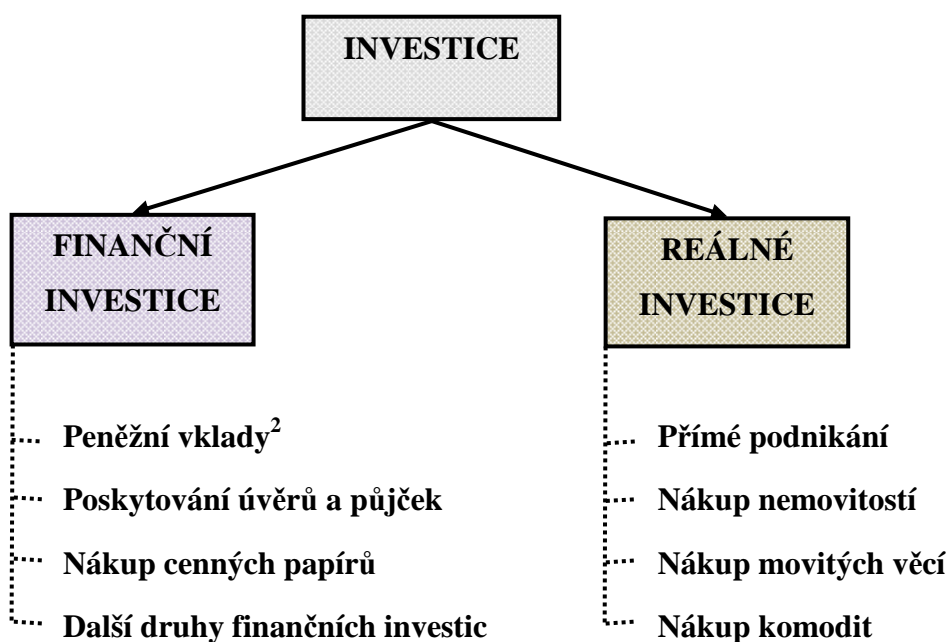 INVESTICE
FINANČNÍ
INVESTICE
Peněžní vklady²
Poskytování úvěrů a půjček
Nákup cenných papírů
Další druhy finančních investic
REÁLNÉ
INVESTICE
Přímé podnikání
Nákup nemovitostí
Nákup movitých věcí
Nákup komodit